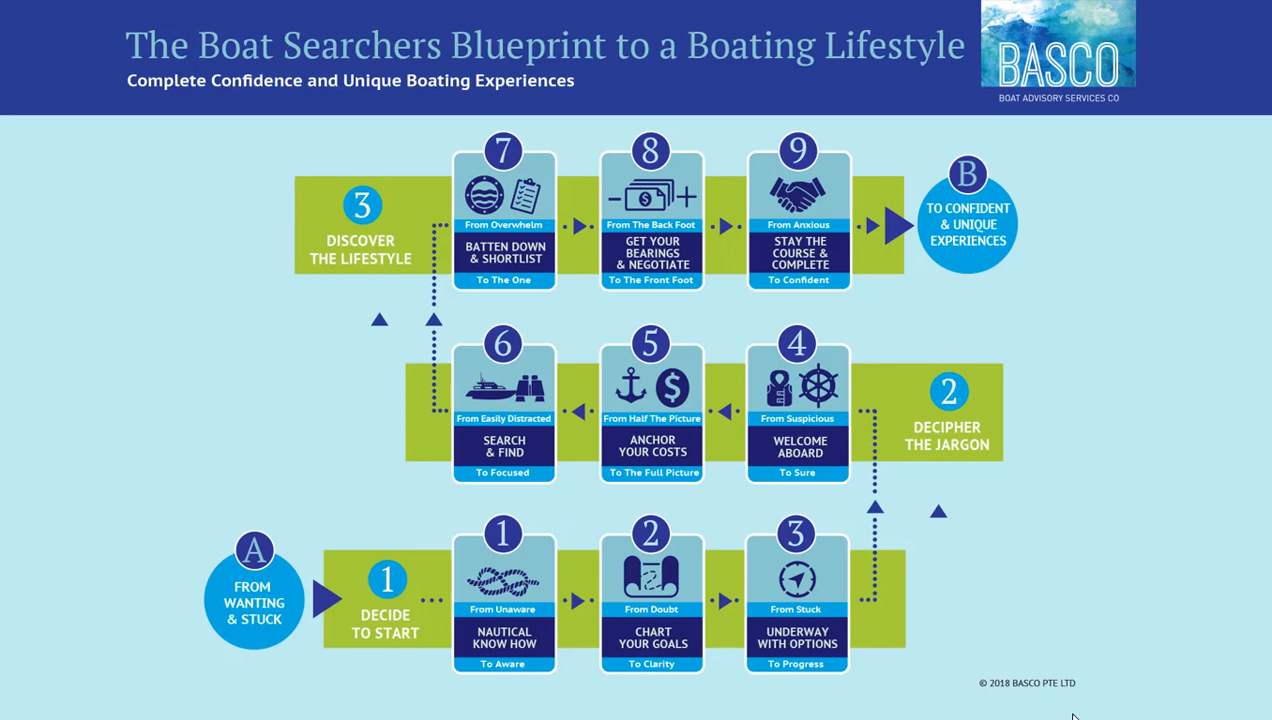 The Boat Searchers Blueprint to a Boating Lifestyle
Complete Confidence and Unique Boating Experiences
BASCO
BOAT ADVISORY SERVICES CO
3
DISCOVER
THE LIFESTYLE
7
From Overwhelm
BATTEN DOWN
& SHORTLIST
To The One
8
From The Back Foot
GET YOUR
BEARINGS
& NEGOTIATE
To The Front Foot
9
From Anxious
STAY THE
COURSE &
COMPLETE
To Confident
B
TO CONFIDENT
& UNIQUE
EXPERIENCES
6
From Easily Distracted
SEARCH
& FIND
To Focused
5
From Half The Picture
ANCHOR
YOUR COSTS
To The Full Picture
4
From Suspicious
WELCOME
ABOARD
To Sure
2
DECIPHER
THE JARGON
A
FROM
WANTING
& STUCK
1
DECIDE
TO START
1
From Unaware
NAUTICAL
KNOW HOW
To Aware
2
From Doubt
CHART
YOUR GOALS
To Clarity
3
From Stuck
UNDERWAY
WITH OPTIONS
To Progress
© 2018 BASCO PTE LTD